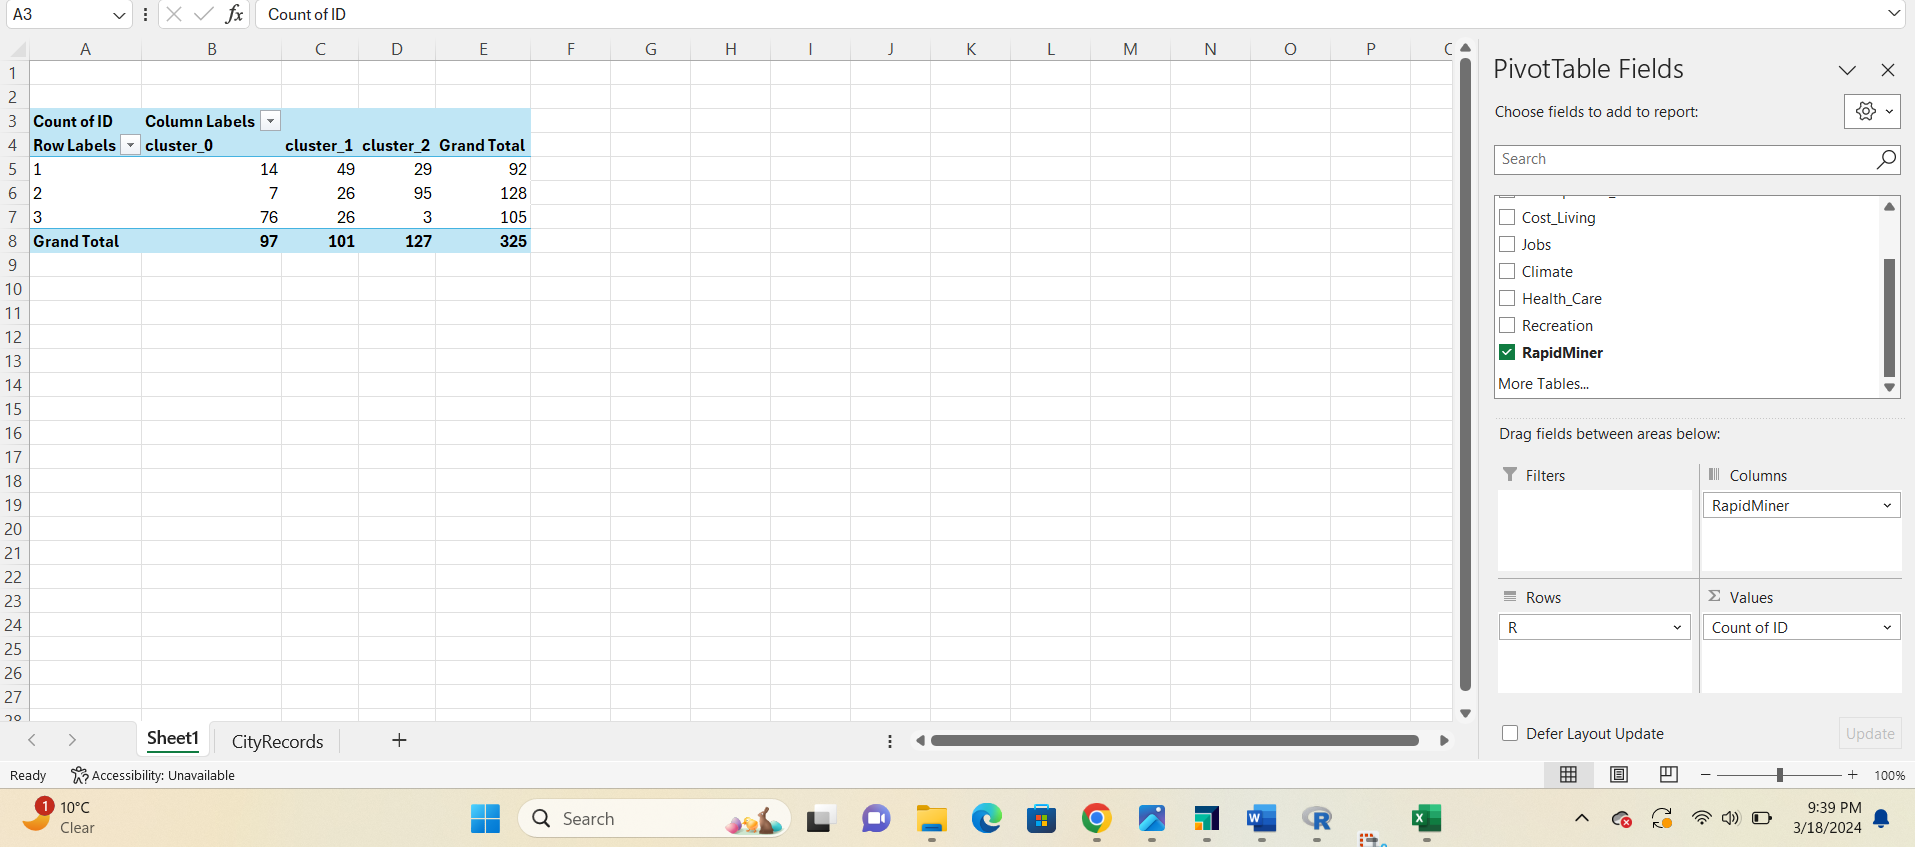 A3
fx
Count of ID
A B C D E F G H I J K L M N O P
1
2
3 Count of ID Column Labels
4 Row Labels cluster_0 cluster_1 cluster_2 Grand Total
5 1 14 49 29 92
6 2 7 26 95 128
7 3 76 26 3 105
8 Grand Total 97 101 127 325
9
10
11
12
13
14
15
16
17
18
19
20
21
22
23
24
25
26
27
28
Sheet1 CityRecords +
Ready Accessibility: Unavailable
100%
PivotTable Fields
Choose fields to add to report:
Search
Cost_Living
Jobs
Climate
Health_Care
Recreation
RapidMiner
More Tables...
Drag fields between areas below:
Filters
Columns
RapidMiner
Rows
R
Σ Values
Count of ID
Defer Layout Update
Update
1
10°C
Clear
Search
9:39 PM
3/18/2024